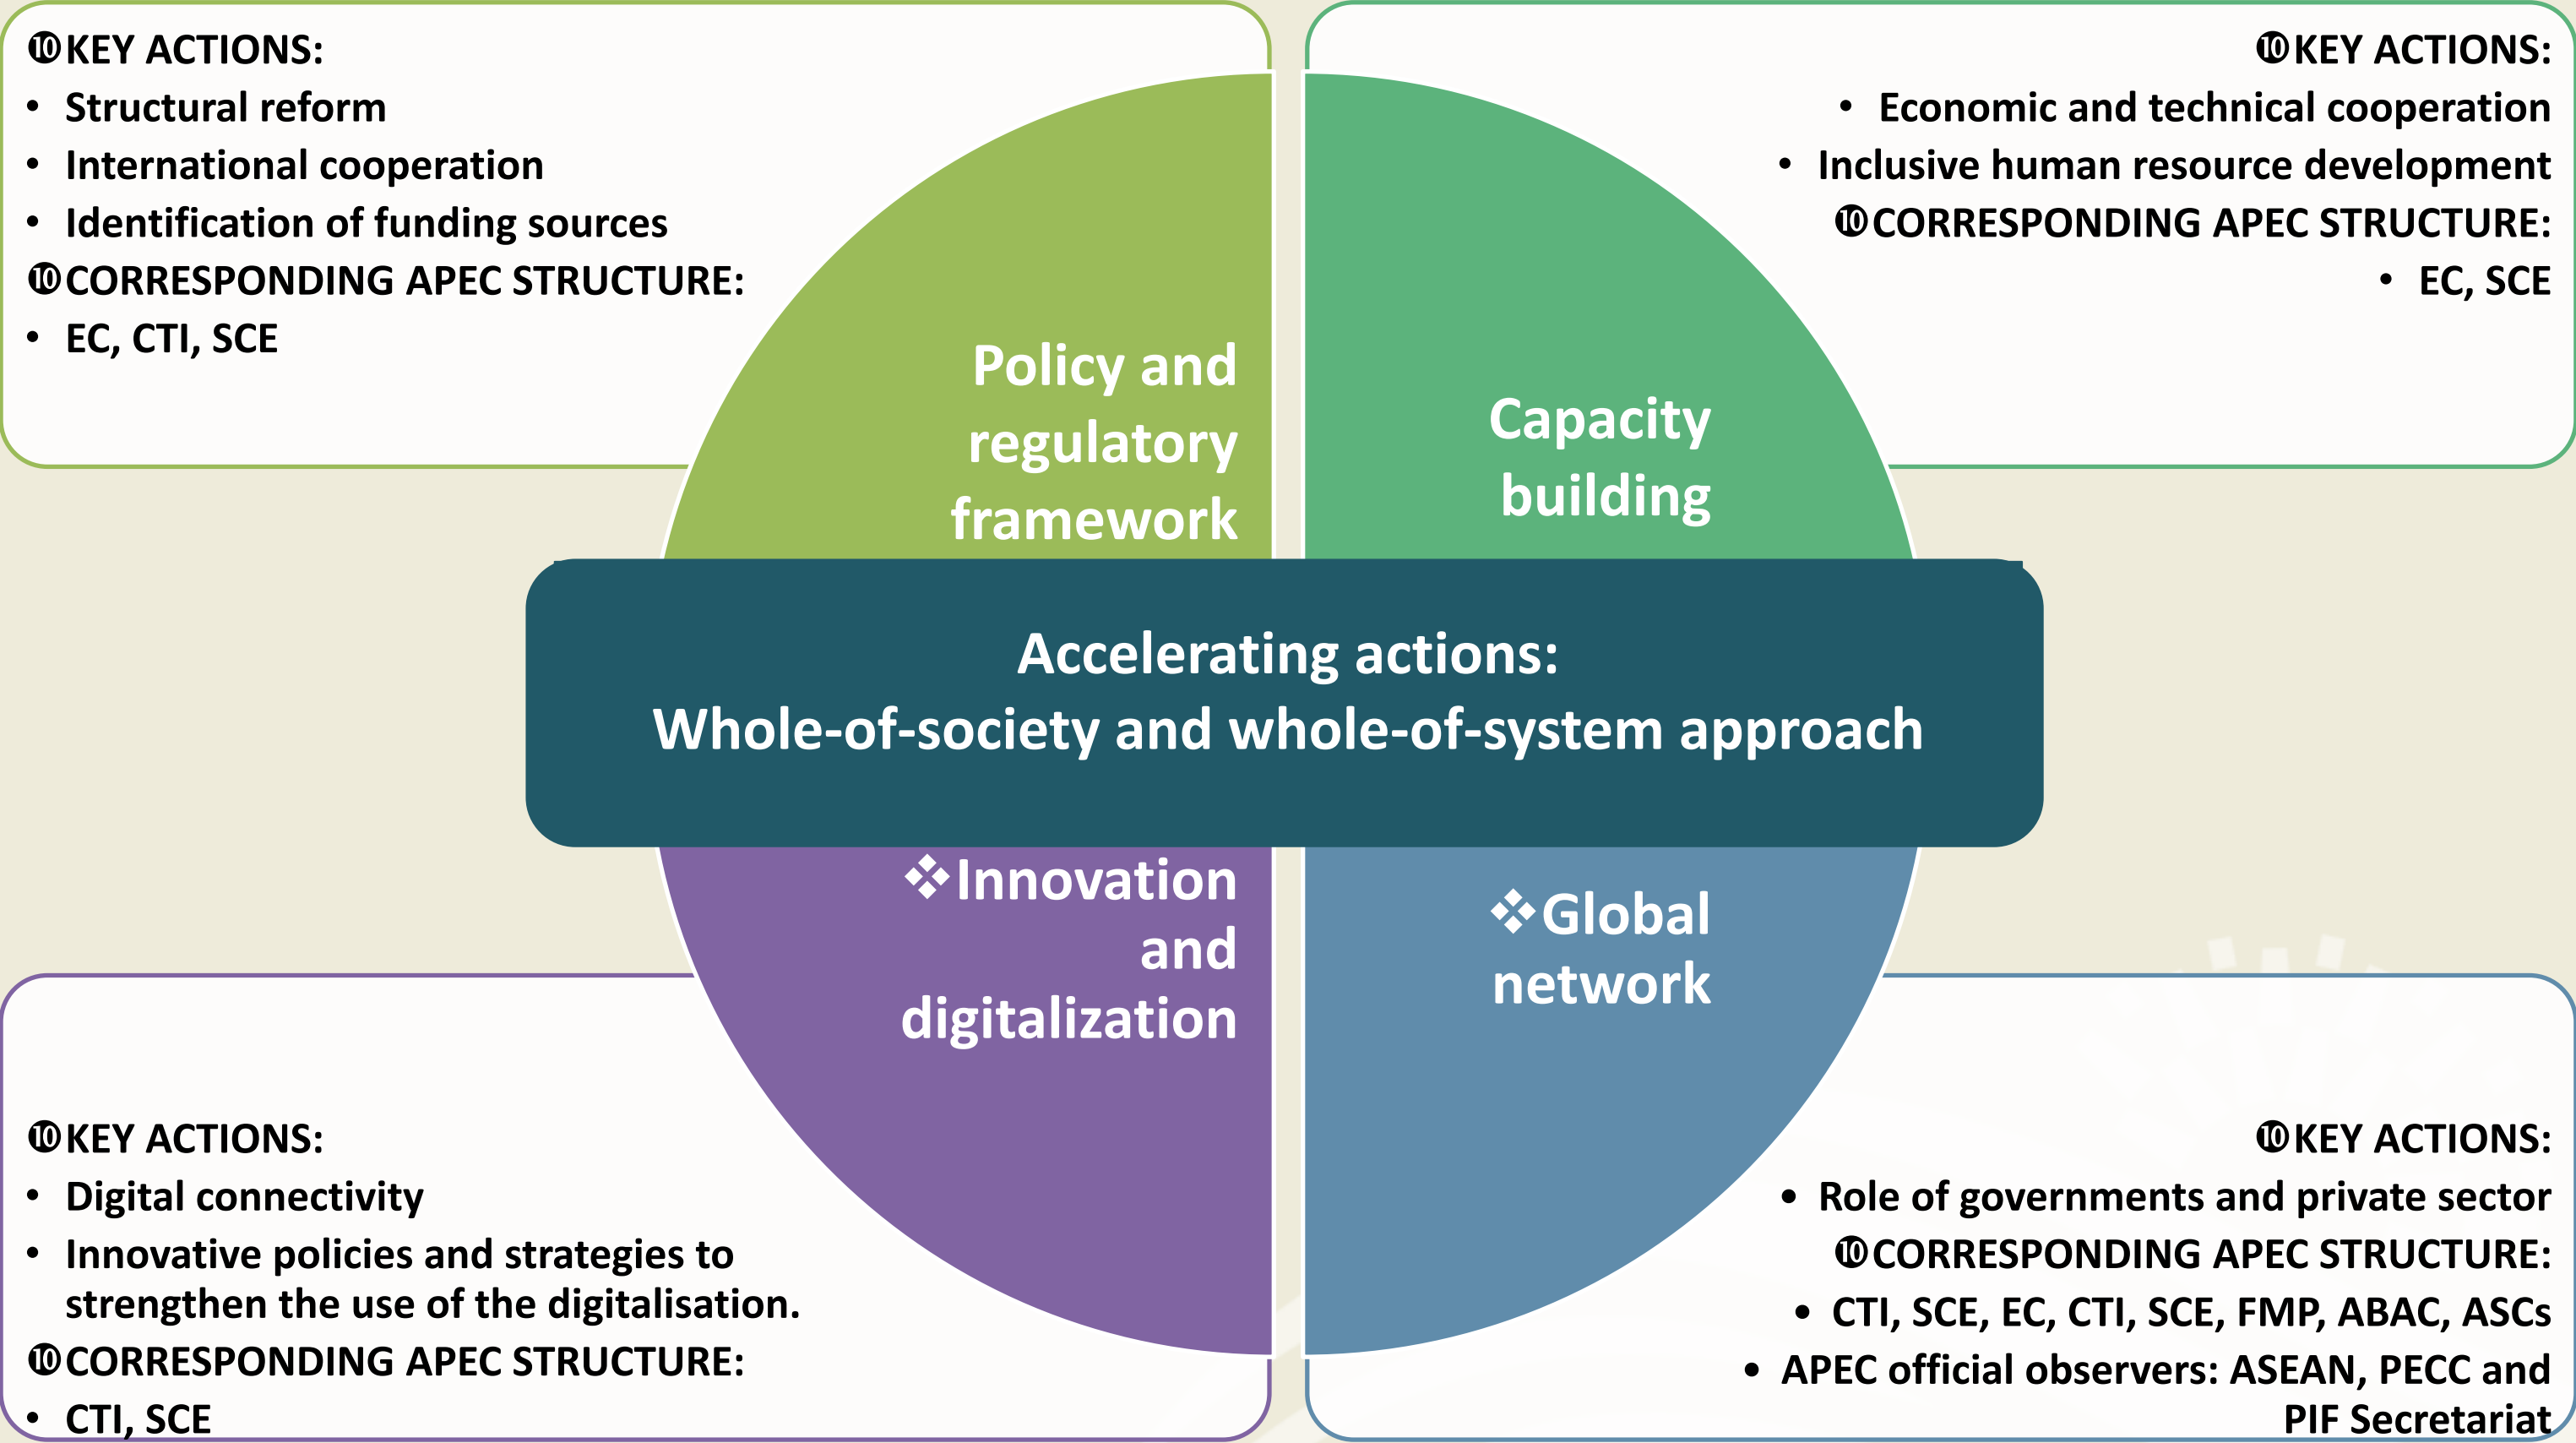 ❿KEY ACTIONS:
• Structural reform
• International cooperation
• Identification of funding sources
❿CORRESPONDING APEC STRUCTURE:
• EC, CTI, SCE
❿KEY ACTIONS:
• Economic and technical cooperation
• Inclusive human resource development
❿CORRESPONDING APEC STRUCTURE:
• EC, SCE
Policy and
regulatory
framework
Capacity
building
Accelerating actions:
Whole-of-society and whole-of-system approach
❖Innovation
and
digitalization
❖Global
network
❿KEY ACTIONS:
• Digital connectivity
• Innovative policies and strategies to
strengthen the use of the digitalisation.
❿CORRESPONDING APEC STRUCTURE:
• CTI, SCE
❿KEY ACTIONS:
• Role of governments and private sector
❿CORRESPONDING APEC STRUCTURE:
• CTI, SCE, EC, CTI, SCE, FMP, ABAC, ASCs
• APEC official observers: ASEAN, PECC and
PIF Secretariat